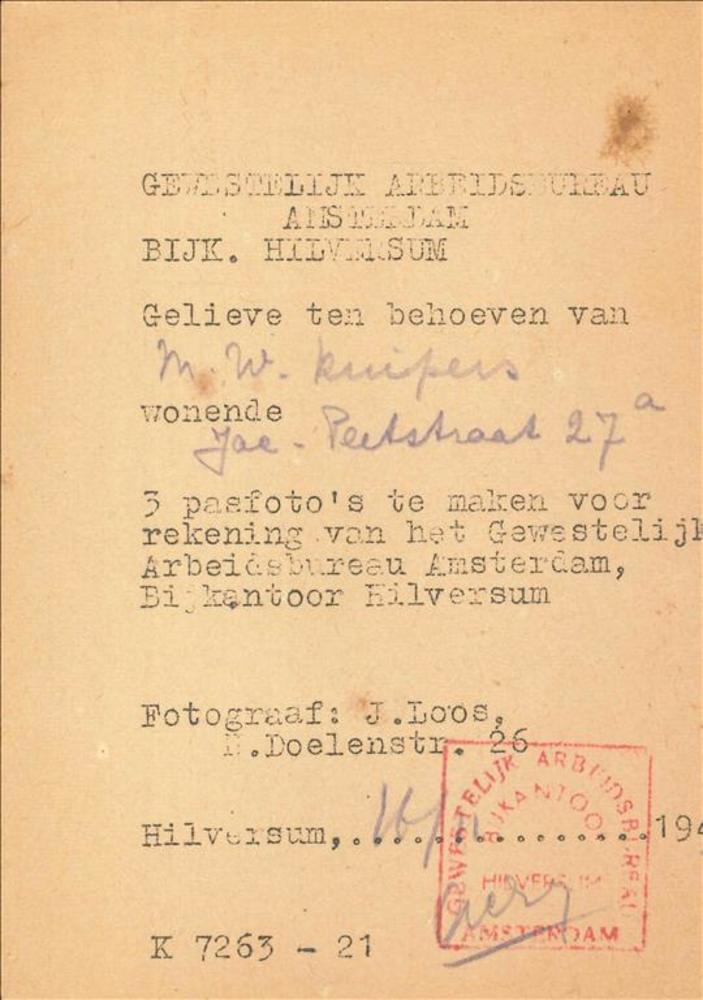 GEWESTELIJK ARBEIDSBUREAU
AMSTERDAM
BIJK. HILVERSUM
Gelieve ten behoeven van
M. W. Kuipers
wonende
Jac. Peetstraat 27a
3 pasfoto's te maken voor
rekening van het Gewestelijk
Arbeidsbureau Amsterdam,
Bijkantoor Hilversum
Fotograaf: J.Loos,
.Doelenstr. 26
Hilversum,..................194
GEWESTELIJK ARBEIDSBUREAU
BIJKANTOOR
HILVERSUM
AMSTERDAM
K 7263 - 21